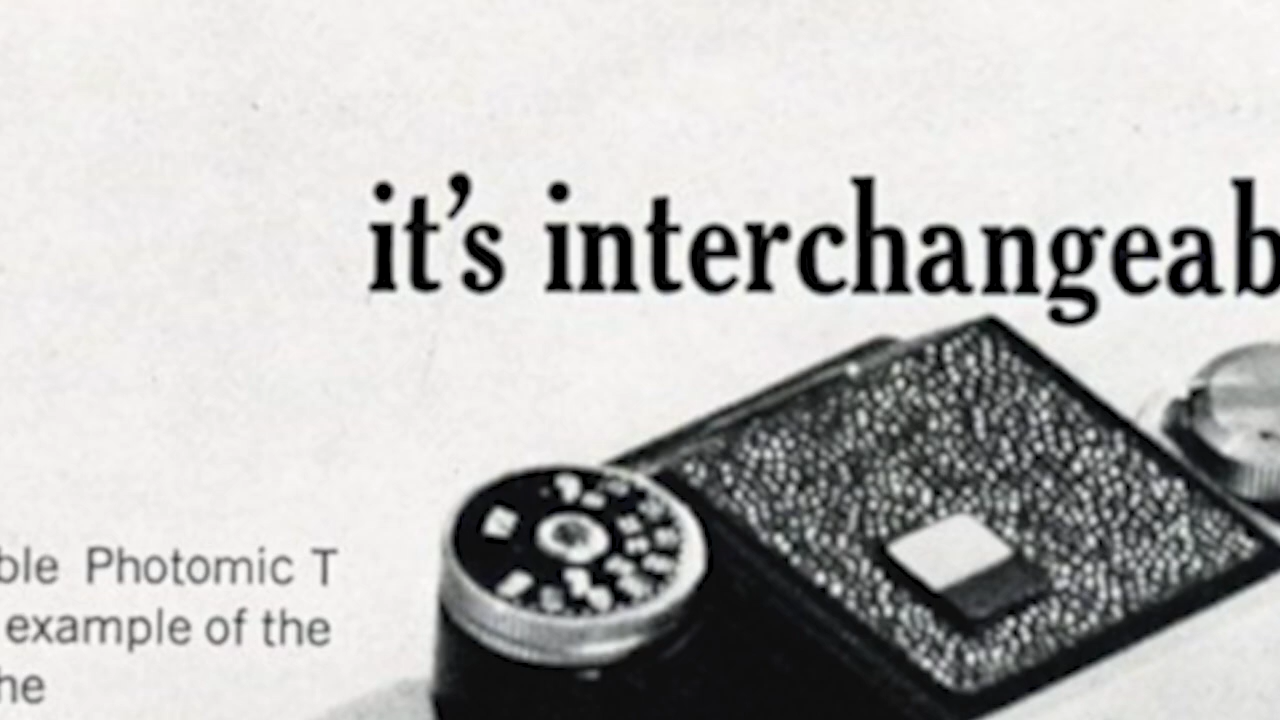 it's interchangeab
ble Photomic T
example of the
he